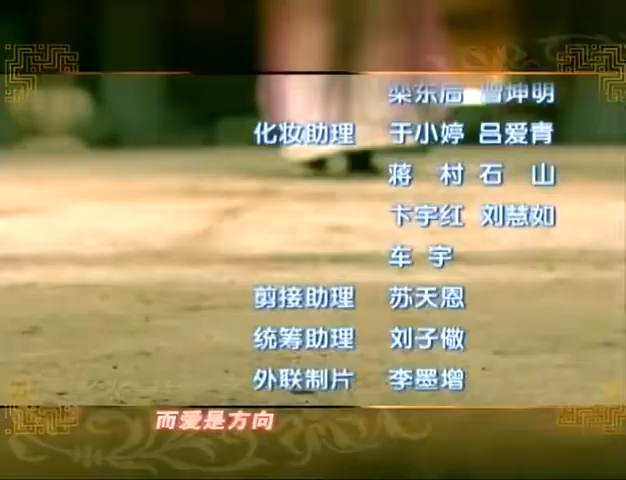 栾东后 曾坤明
化妆助理 于小婷 吕爱青
蒋 村 石 山
卞宇红 刘慧如
车 宇
剪接助理 苏天恩
统筹助理 刘子儆
外联制片 李墨增
而爱是方向